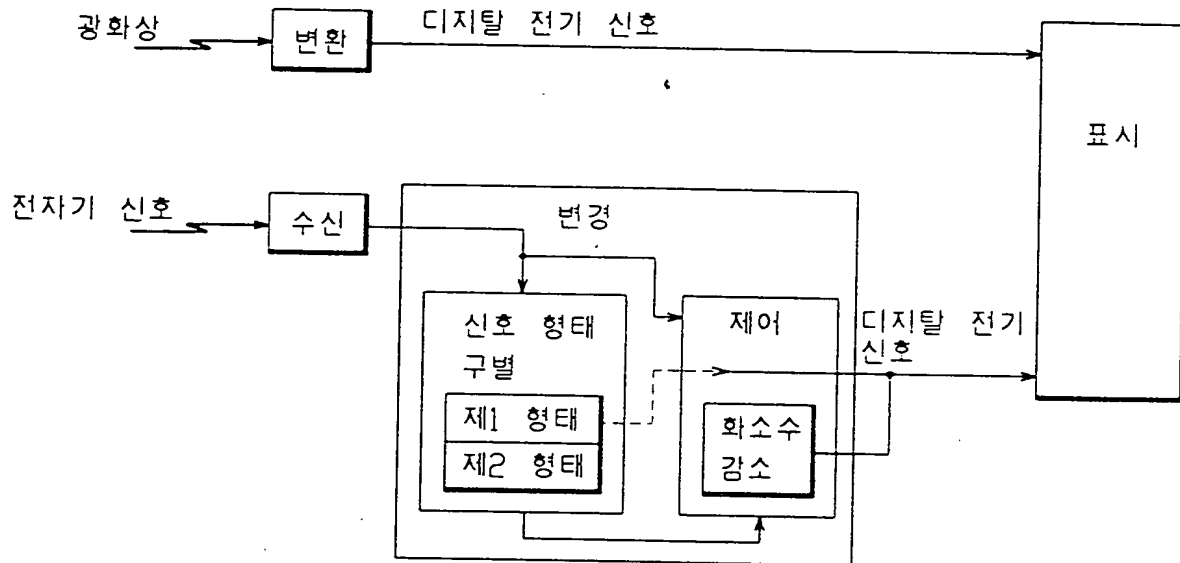 광화상
변환
디지탈 전기 신호
표시
전자기 신호
수신
변경
신호 형태
구별
제1 형태
제2 형태
제어
화소수
감소
디지탈 전기
신호